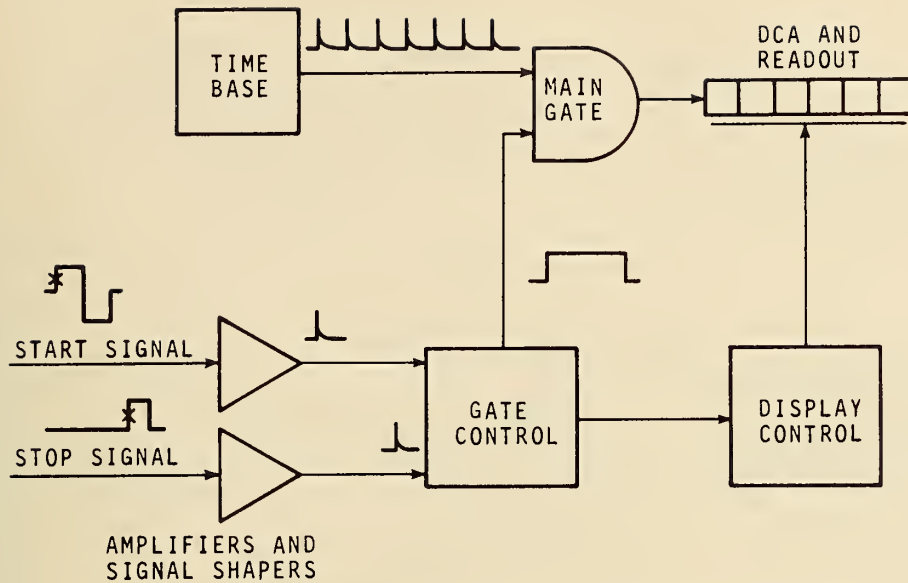 TIME
BASE
MAIN
GATE
DCA AND
READOUT
START SIGNAL
STOP SIGNAL
GATE
CONTROL
DISPLAY
CONTROL
AMPLIFIERS AND
SIGNAL SHAPERS